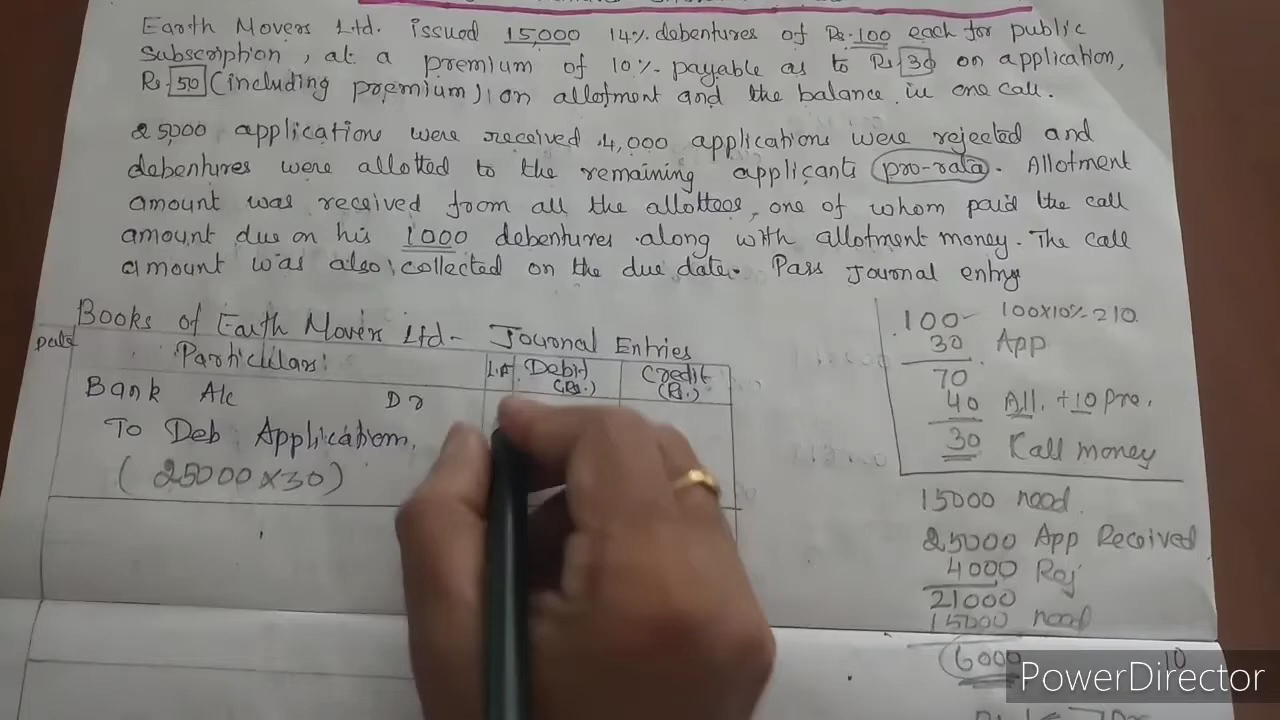 Earth Movers Ltd. issued 15,000 14% debentures of Rs.100 each for public
subscription, at a premium of 10% payable as to Rs 30 on application,
Rs.50 (including premium) on allotment and the balance in one call.
25,000 application were received 4,000 applications were rejected and
debentures were allotted to the remaining applicants pro-rata. Allotment
amount was received from all the allottees, one of whom paid the call
amount due on his 1000 debentures along with allotment money. The call
amount was also collected on the due date. Pass Journal entry
Books of Earth Movers Ltd- Journal Entries
Particulars: L.F Debit (Rs.) Credit (Rs.)
Bank A/c Dr
To Deb Application
(25000 x 30)
100 100x10%=10
30 App
70
40 All. +10 pre.
30 Call money
15000 need
25000 App Received
4000 Rej
21000
15000 need
6000 10
PowerDirector